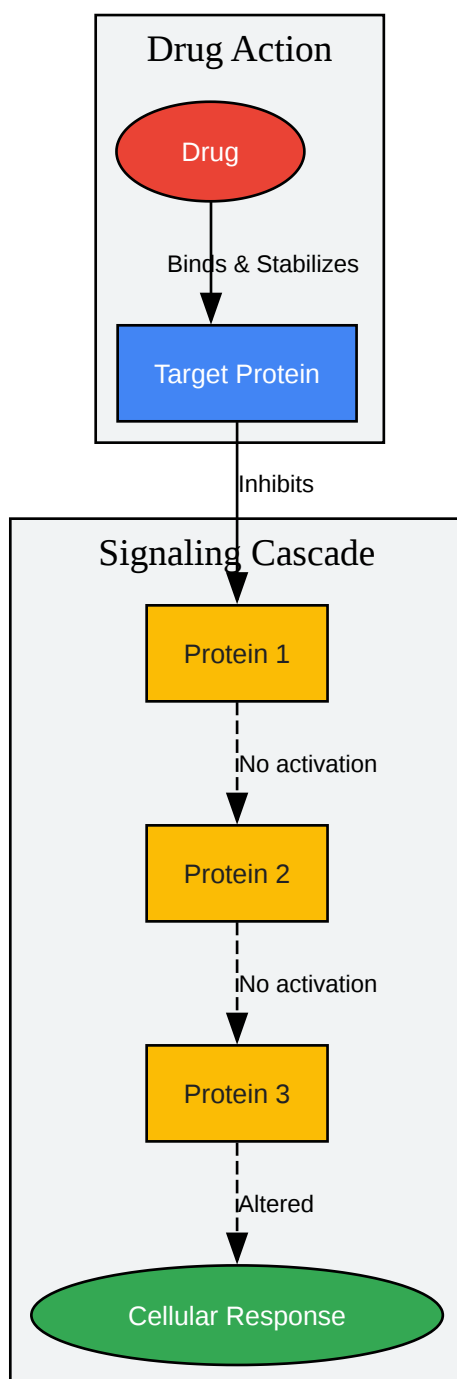 Drug Action
Drug
Binds & Stabilizes
Target Protein
Inhibits
Signaling Cascade
Protein 1
No activation
Protein 2
No activation
Protein 3
Altered
Cellular Response